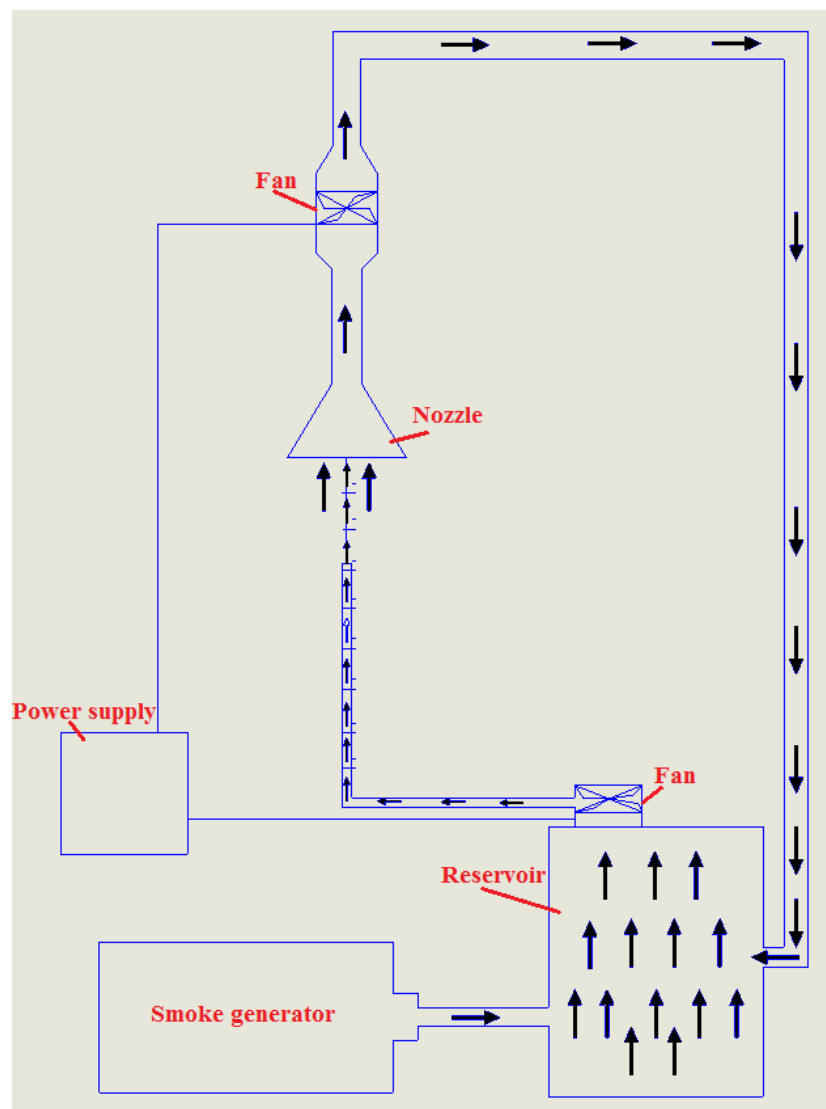 Fan
Nozzle
Power supply
Fan
Reservoir
Smoke generator